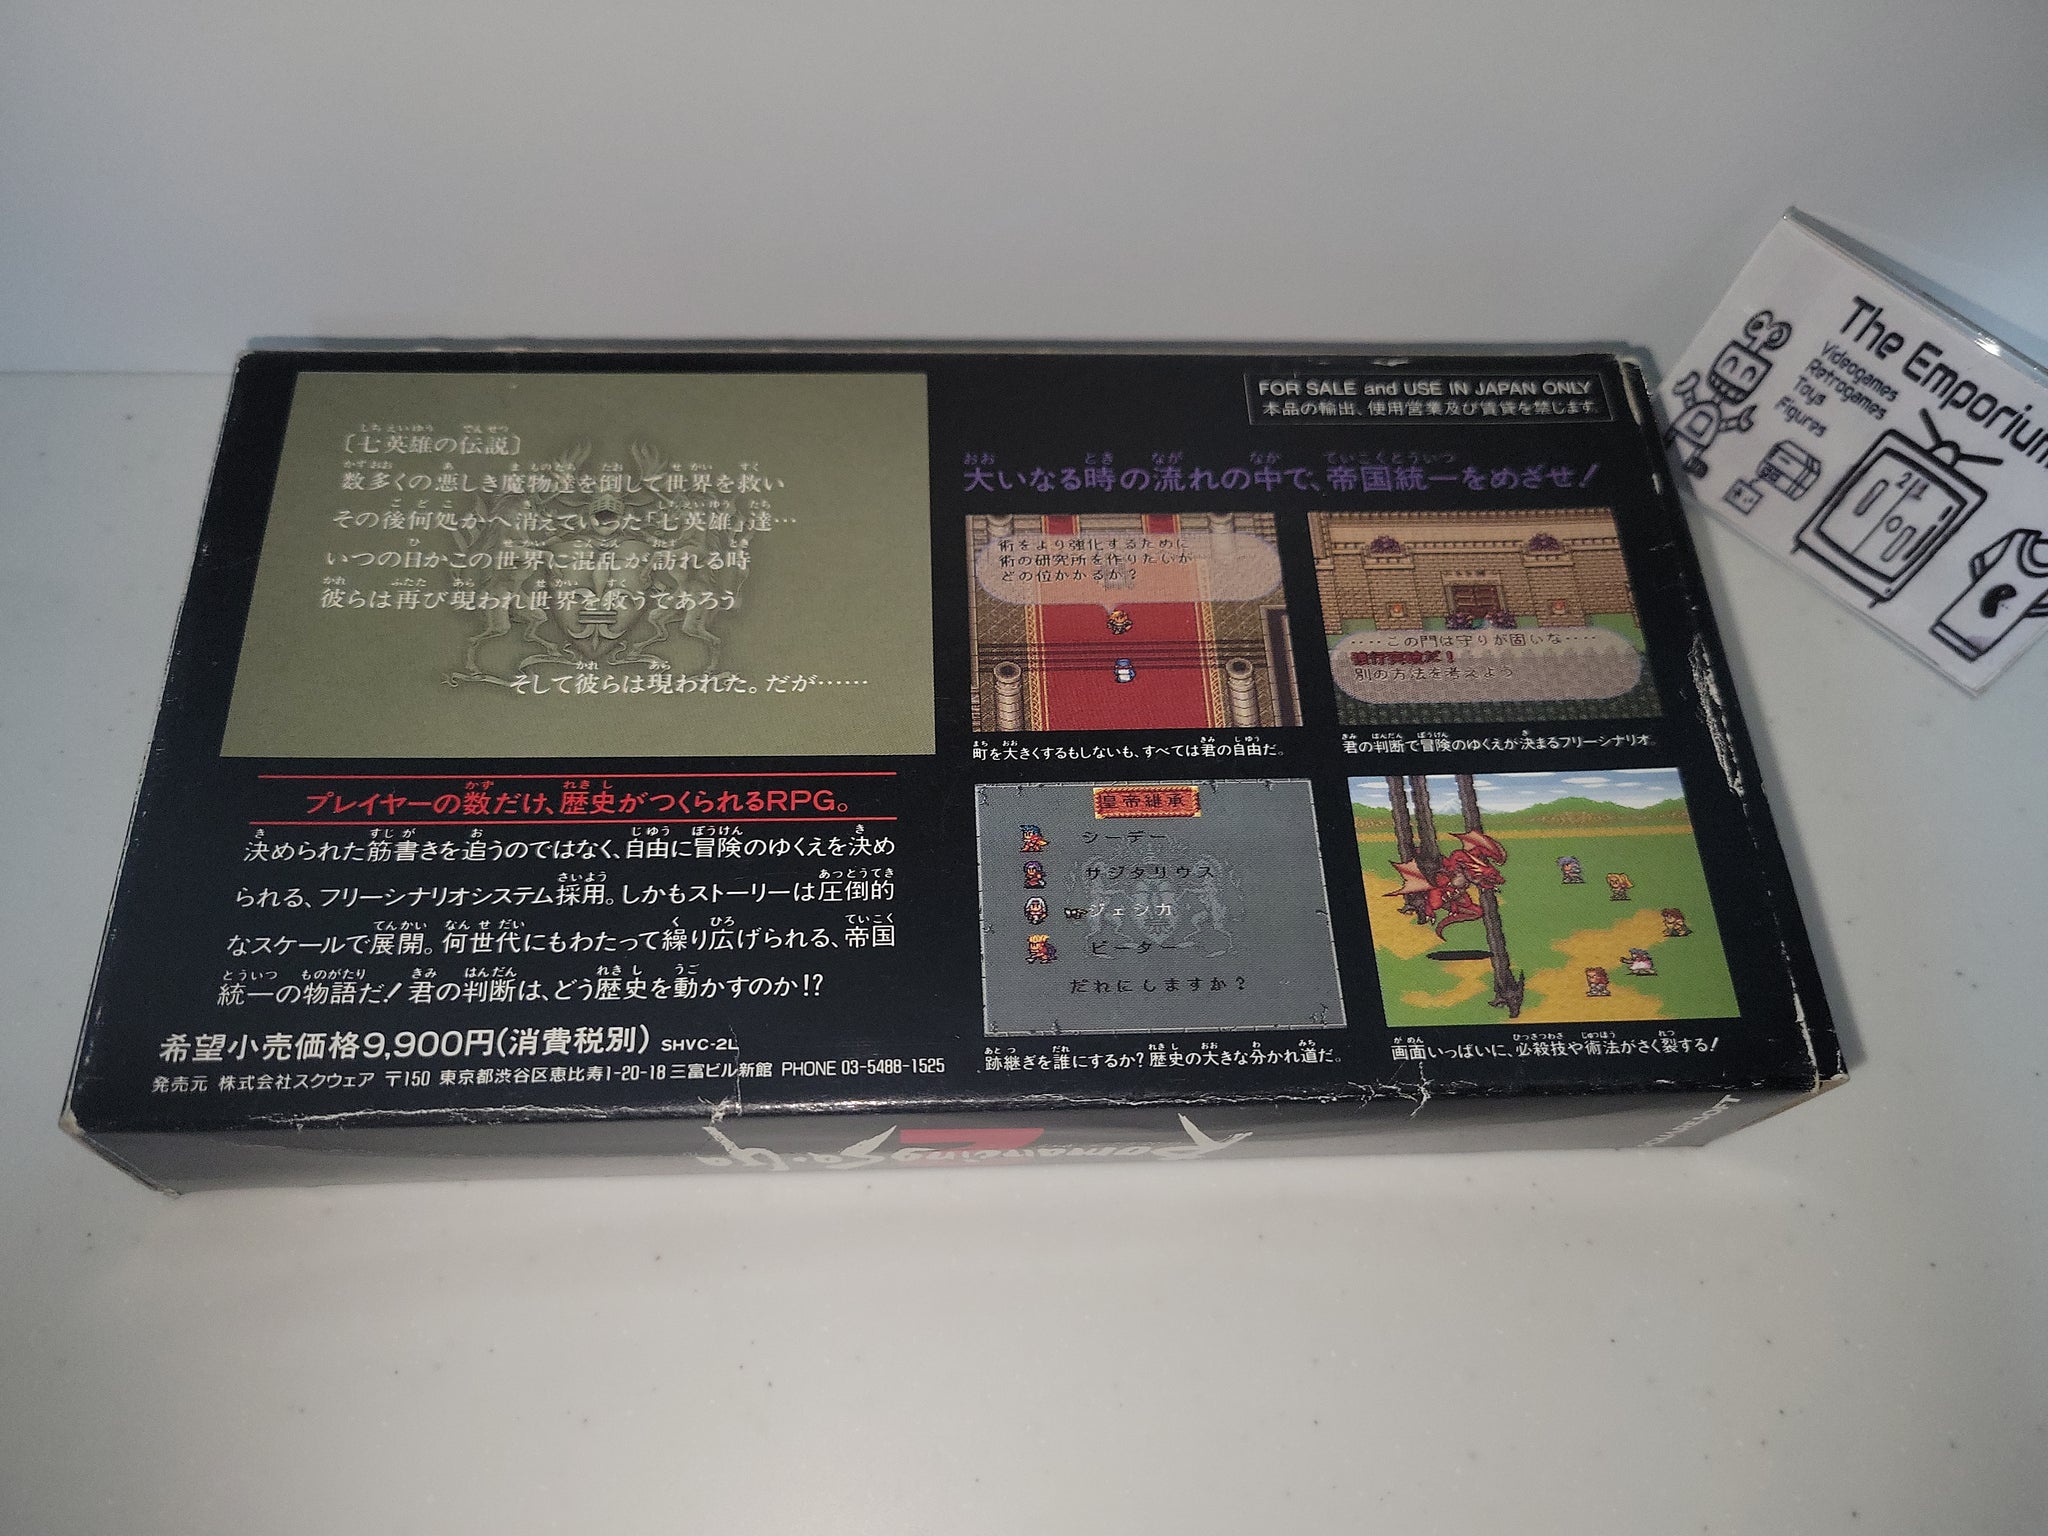 〔七英雄の伝説〕
数多くの悪しき魔物達を倒して世界を救い
その後何処かへ消えていった「七英雄」達…
いつの日かこの世界に混乱が訪れる時
彼らは再び現われ世界を救うであろう
そして彼らは現われた。だが……
プレイヤーの数だけ、歴史がつくられるRPG。
決められた筋書きを追うのではなく、自由に冒険のゆくえを決め
られる、フリーシナリオシステム採用。しかもストーリーは圧倒的
なスケールで展開。何世代にもわたって繰り広げられる、帝国
統一の物語だ!君の判断は、どう歴史を動かすのか!?
希望小売価格9,900円(消費税別) SHVC-2L
発売元 株式会社スクウェア 〒150 東京都渋谷区恵比寿1-20-18 三富ビル新館 PHONE 03-5488-1525
FOR SALE and USE IN JAPAN ONLY
本品の輸出、使用営業及び賃貸を禁じます。
大いなる時の流れの中で、帝国統一をめざせ!
術をより強化するために
術の研究所を作りたいが
どの位かかるか?
町を大きくするもしないも、すべては君の自由だ。
‥‥この門は守りが固いな‥‥
強行突破だ!
別の方法を考えよう
君の判断で冒険のゆくえが決まるフリーシナリオ。
皇帝継承
シーデー
サジタリウス
ジェシカ
ピーター
だれにしますか?
跡継ぎを誰にするか?歴史の大きな分かれ道だ。
画面いっぱいに、必殺技や術法がさく裂する!
Romancing Sa・Ga 2
SQUARESOFT
The Emporium
Videogames
Retrogames
Toys
Figures